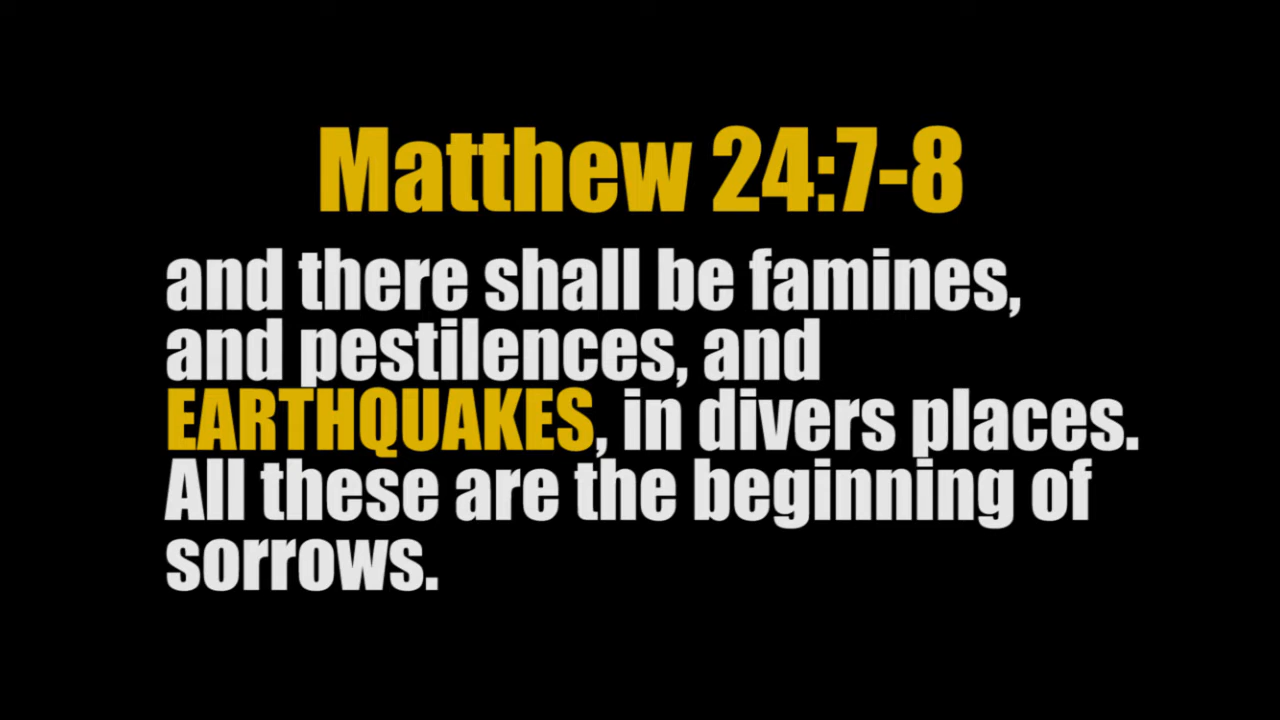 Matthew 24:7-8
and there shall be famines,
and pestilences, and
EARTHQUAKES, in divers places.
All these are the beginning of
sorrows.